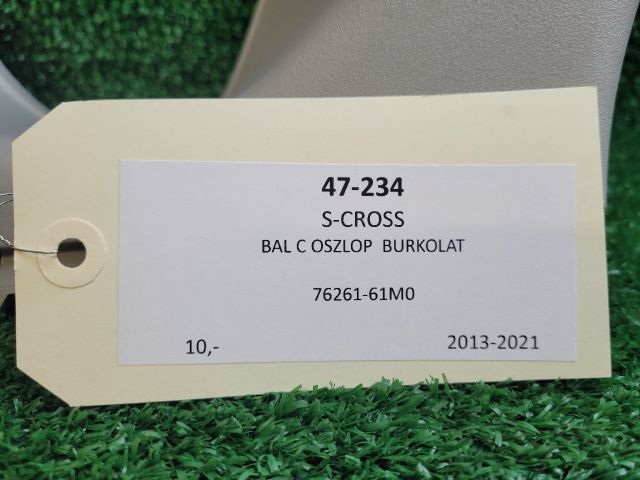 47-234
S-CROSS
BAL C OSZLOP BURKOLAT
76261-61M0
10,-
2013-2021